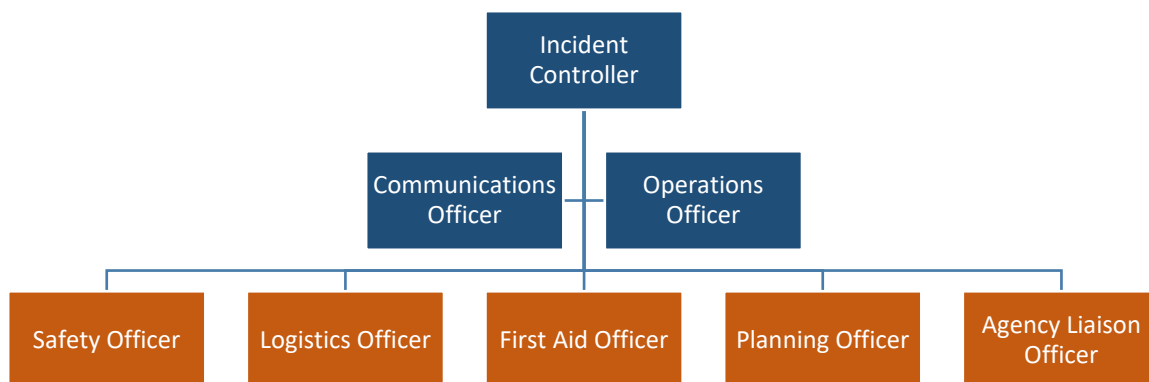 Incident
Controller
Communications
Officer
Operations
Officer
Safety Officer
Logistics Officer
First Aid Officer
Planning Officer
Agency Liaison
Officer